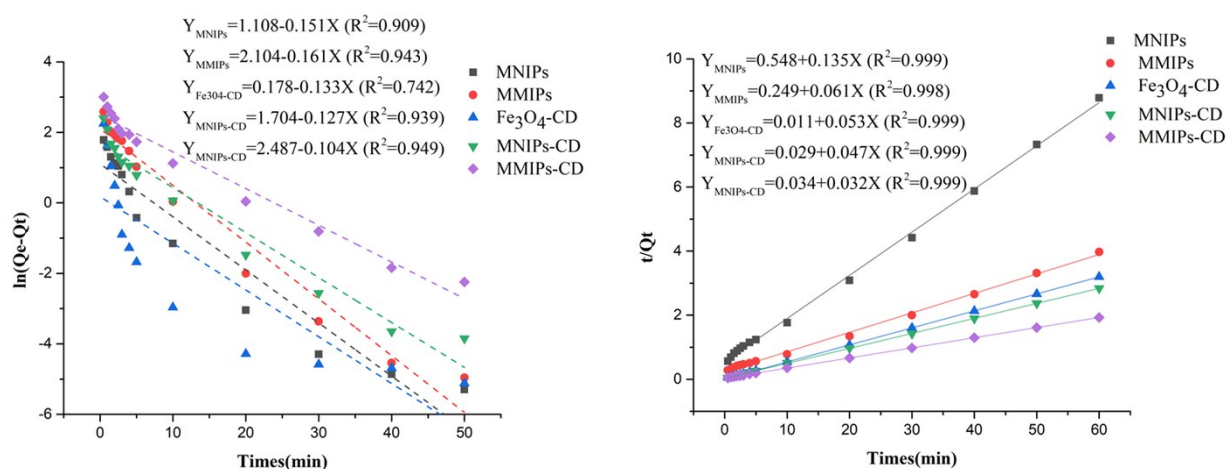 Y_MNIPs=1.108-0.151X (R²=0.909)
Y_MMIPs=2.104-0.161X (R²=0.943)
Y_Fe304-CD=0.178-0.133X (R²=0.742)
Y_MNIPs-CD=1.704-0.127X (R²=0.939)
Y_MNIPs-CD=2.487-0.104X (R²=0.949)
MNIPs
MMIPs
Fe₃O₄-CD
MNIPs-CD
MMIPs-CD
ln(Qe-Qt)
4
2
0
-2
-4
-6
0 10 20 30 40 50
Times(min)
Y_MNIPs=0.548+0.135X (R²=0.999)
Y_MMIPs=0.249+0.061X (R²=0.998)
Y_Fe3O4-CD=0.011+0.053X (R²=0.999)
Y_MNIPs-CD=0.029+0.047X (R²=0.999)
Y_MNIPs-CD=0.034+0.032X (R²=0.999)
MNIPs
MMIPs
Fe₃O₄-CD
MNIPs-CD
MMIPs-CD
t/Qt
10
8
6
4
2
0
0 10 20 30 40 50 60
Times(min)